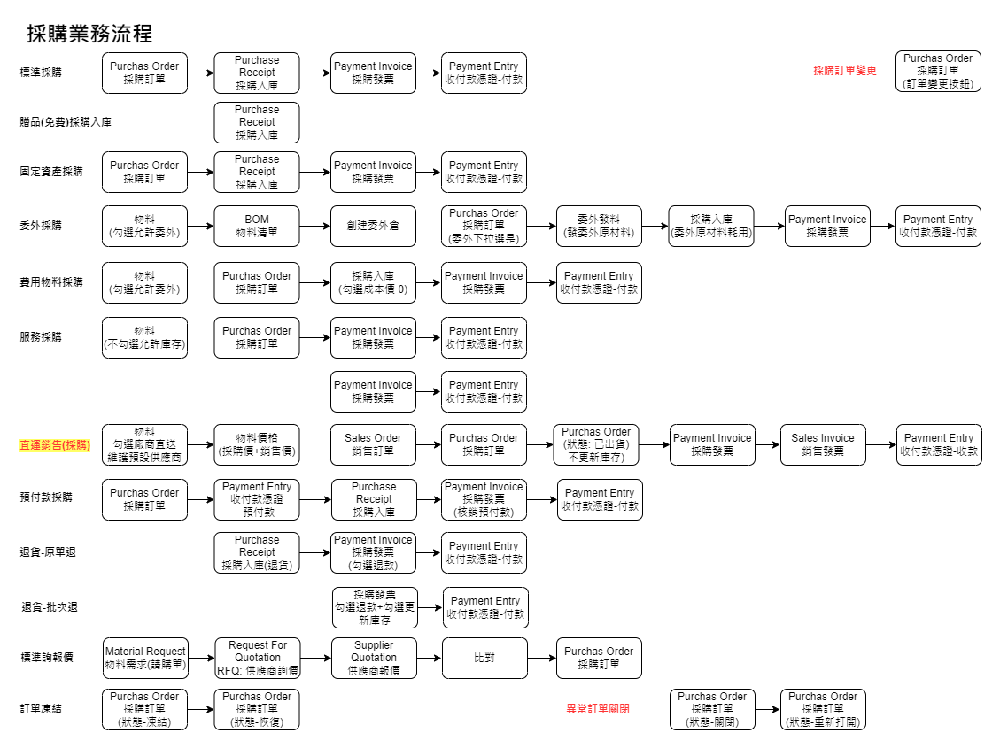 採購業務流程
標準採購
Purchas Order
採購訂單
Purchase
Receipt
採購入庫
Payment Invoice
採購發票
Payment Entry
收付款憑證-付款
採購訂單變更
Purchas Order
採購訂單
(訂單變更按鈕)
贈品(免費)採購入庫
Purchase
Receipt
採購入庫
固定資產採購
Purchas Order
採購訂單
Purchase
Receipt
採購入庫
Payment Invoice
採購發票
Payment Entry
收付款憑證-付款
委外採購
物料
(勾選允許委外)
BOM
物料清單
創建委外倉
Purchas Order
採購訂單
(委外下拉選是)
委外發料
(發委外原材料)
採購入庫
(委外原材料耗用)
Payment Invoice
採購發票
Payment Entry
收付款憑證-付款
費用物料採購
物料
(勾選允許委外)
Purchas Order
採購訂單
採購入庫
(勾選成本價 0)
Payment Invoice
採購發票
Payment Entry
收付款憑證-付款
服務採購
物料
(不勾選允許庫存)
Purchas Order
採購訂單
Payment Invoice
採購發票
Payment Entry
收付款憑證-付款
Payment Invoice
採購發票
Payment Entry
收付款憑證-付款
直運銷售(採購)
物料
勾選廠商直送
維護預設供應商
物料價格
(採購價+銷售價)
Sales Order
銷售訂單
Purchas Order
採購訂單
Purchas Order
(狀態: 已出貨)
不更新庫存)
Payment Invoice
採購發票
Sales Invoice
銷售發票
Payment Entry
收付款憑證-收款
預付款採購
Purchas Order
採購訂單
Payment Entry
收付款憑證
-預付款
Purchase
Receipt
採購入庫
Payment Invoice
採購發票
(核銷預付款)
Payment Entry
收付款憑證-付款
退貨-原單退
Purchase
Receipt
採購入庫(退貨)
Payment Invoice
採購發票
(勾選退款)
Payment Entry
收付款憑證-付款
退貨-批次退
採購發票
勾選退款+勾選更
新庫存
Payment Entry
收付款憑證-付款
標準詢報價
Material Request
物料需求(請購單)
Request For
Quotation
RFQ: 供應商詢價
Supplier
Quotation
供應商報價
比對
Purchas Order
採購訂單
訂單凍結
Purchas Order
採購訂單
(狀態-凍結)
Purchas Order
採購訂單
(狀態-恢復)
異常訂單關閉
Purchas Order
採購訂單
(狀態-關閉)
Purchas Order
採購訂單
(狀態-重新打開)